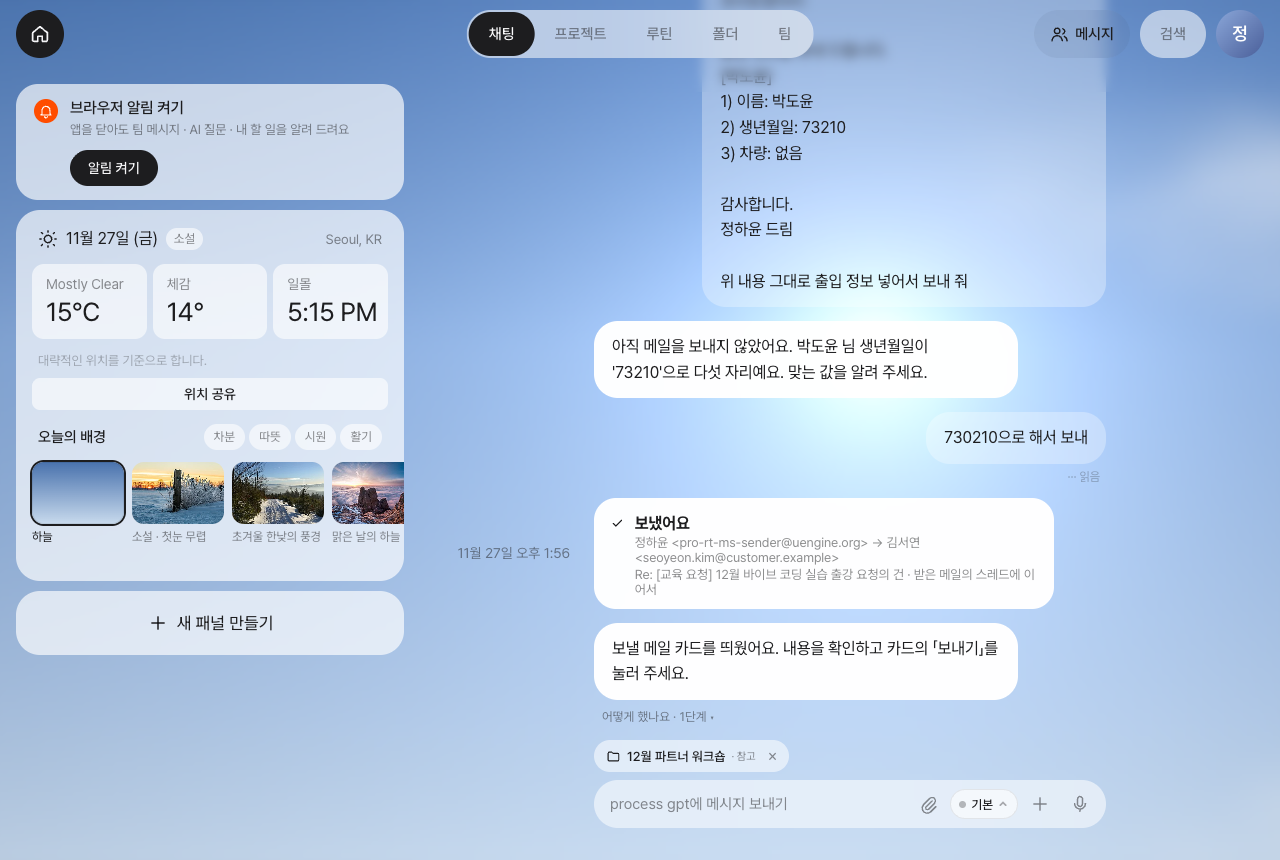 채팅
프로젝트
루틴
폴더
팀
메시지
검색
정
브라우저 알림 켜기
앱을 닫아도 팀 메시지 · AI 질문 · 내 할 일을 알려 드려요
알림 켜기
11월 27일 (금)
소설
Seoul, KR
Mostly Clear
15°C
체감
14°
일몰
5:15 PM
대략적인 위치를 기준으로 합니다.
위치 공유
오늘의 배경
차분
따뜻
시원
활기
하늘
소설 · 첫눈 무렵
초겨울 한낮의 풍경
맑은 날의 하늘
새 패널 만들기
[박도윤]
1) 이름: 박도윤
2) 생년월일: 73210
3) 차량: 없음
감사합니다.
정하윤 드림
위 내용 그대로 출입 정보 넣어서 보내 줘
아직 메일을 보내지 않았어요. 박도윤 님 생년월일이
'73210'으로 다섯 자리예요. 맞는 값을 알려 주세요.
730210으로 해서 보내
··· 읽음
11월 27일 오후 1:56
보냈어요
정하윤 <pro-rt-ms-sender@uengine.org> → 김서연
<seoyeon.kim@customer.example>
Re: [교육 요청] 12월 바이브 코딩 실습 출강 요청의 건 · 받은 메일의 스레드에 이
어서
보낼 메일 카드를 띄웠어요. 내용을 확인하고 카드의 「보내기」를
눌러 주세요.
어떻게 했나요 · 1단계
12월 파트너 워크숍 · 참고
process gpt에 메시지 보내기
기본